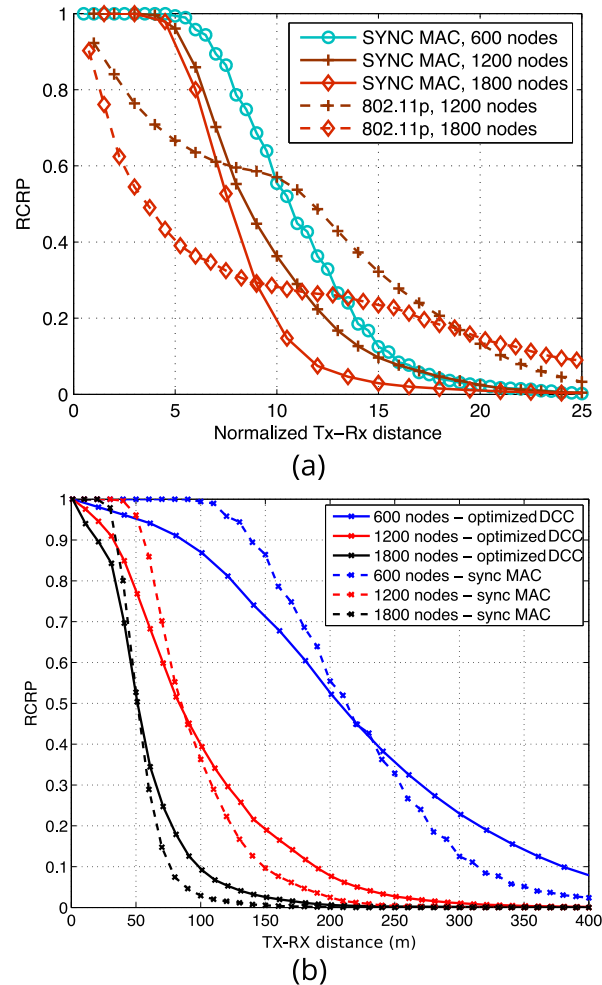 1
0.8
0.6
0.4
0.2
0
RCRP
SYNC MAC, 600 nodes
SYNC MAC, 1200 nodes
SYNC MAC, 1800 nodes
802.11p, 1200 nodes
802.11p, 1800 nodes
0 5 10 15 20 25
Normalized Tx−Rx distance
(a)
1
0.9
0.8
0.7
0.6
0.5
0.4
0.3
0.2
0.1
0
RCRP
600 nodes − optimized DCC
1200 nodes − optimized DCC
1800 nodes − optimized DCC
600 nodes − sync MAC
1200 nodes − sync MAC
1800 nodes − sync MAC
0 50 100 150 200 250 300 350 400
TX-RX distance (m)
(b)